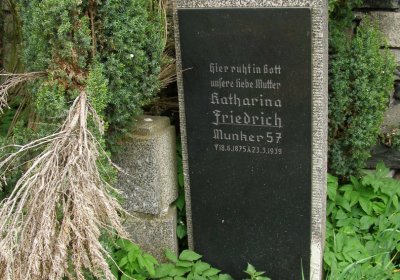 Hier ruht in Gott
unsere liebe Mutter
Katharina
Friedrich
Munker 57
* 18.6.1875 ✝ 23.3.1939